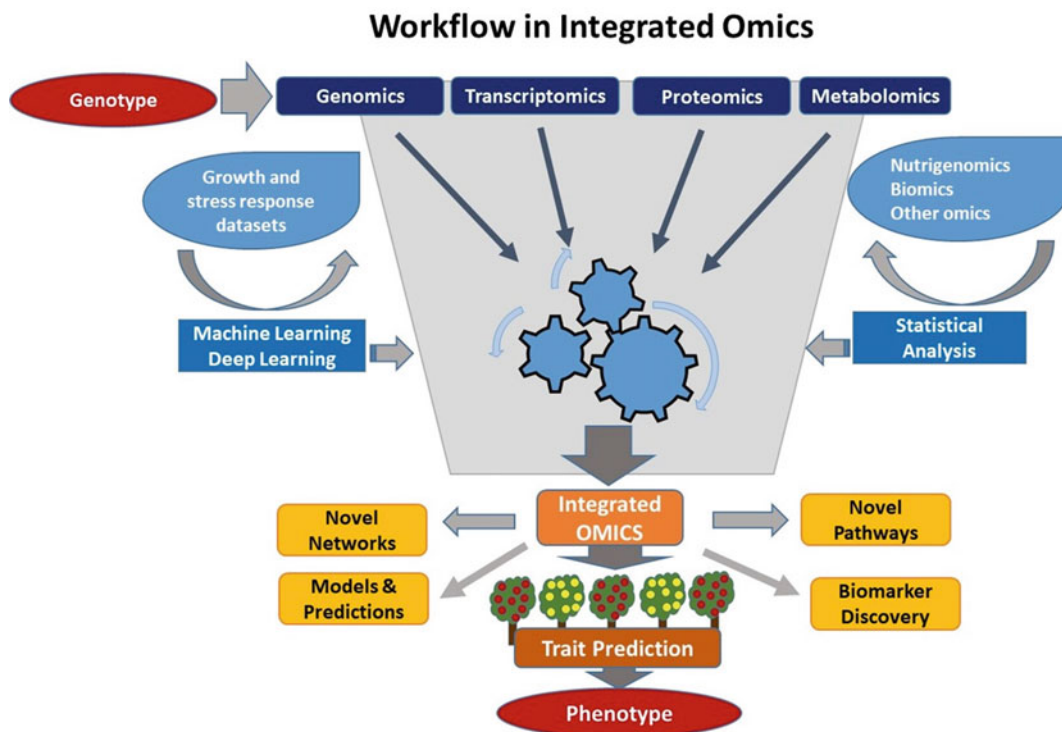 Workflow in Integrated Omics
Genotype
Genomics
Transcriptomics
Proteomics
Metabolomics
Growth and
stress response
datasets
Nutrigenomics
Biomics
Other omics
Machine Learning
Deep Learning
Statistical
Analysis
Integrated
OMICS
Novel
Networks
Novel
Pathways
Models &
Predictions
Biomarker
Discovery
Trait Prediction
Phenotype